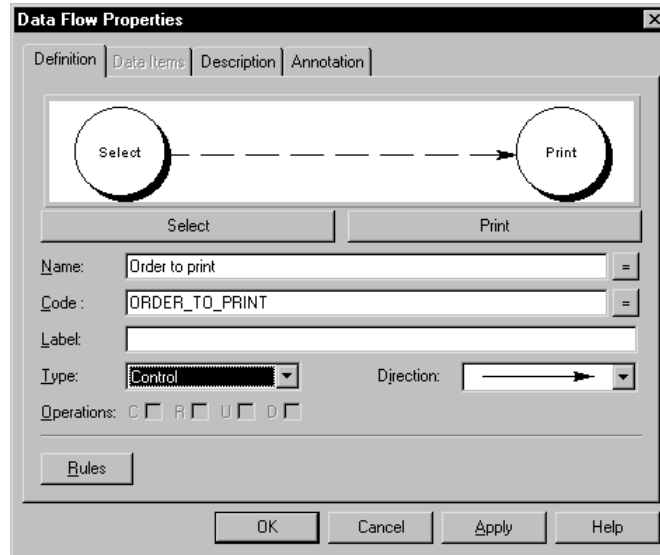 Data Flow Properties
Definition Data Items Description Annotation
Select Print
Select Print
Name: Order to print =
Code : ORDER_TO_PRINT =
Label:
Type: Control Direction:
Operations: C R U D
Rules
OK Cancel Apply Help